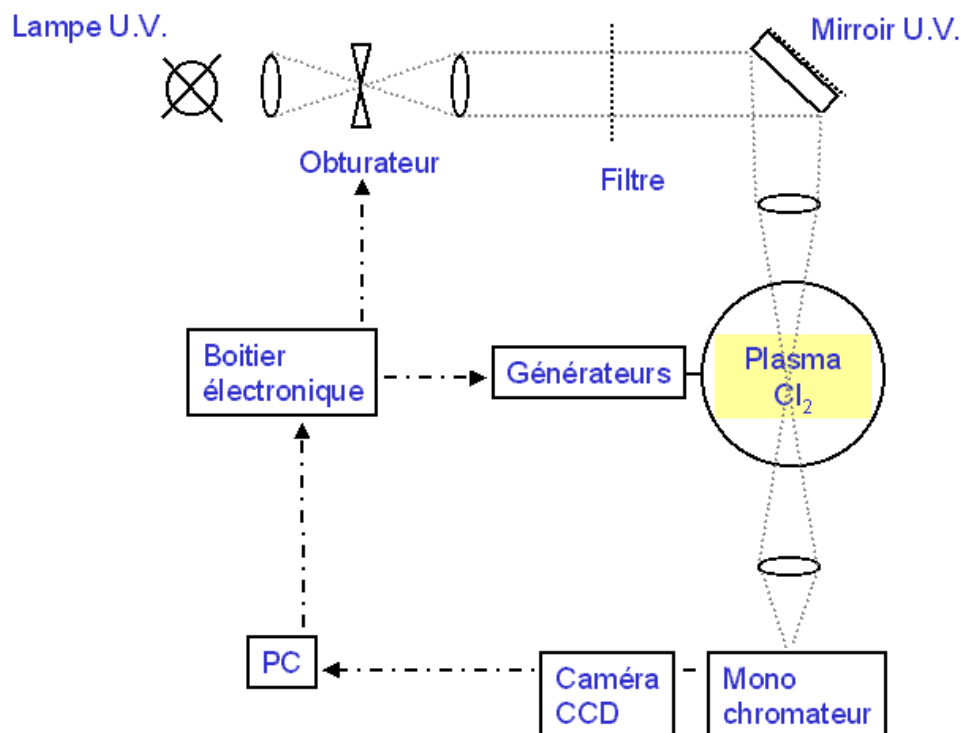 Lampe U.V.
Mirroir U.V.
Obturateur
Filtre
Boitier
électronique
Générateurs
Plasma
Cl₂
PC
Caméra
CCD
Mono
chromateur